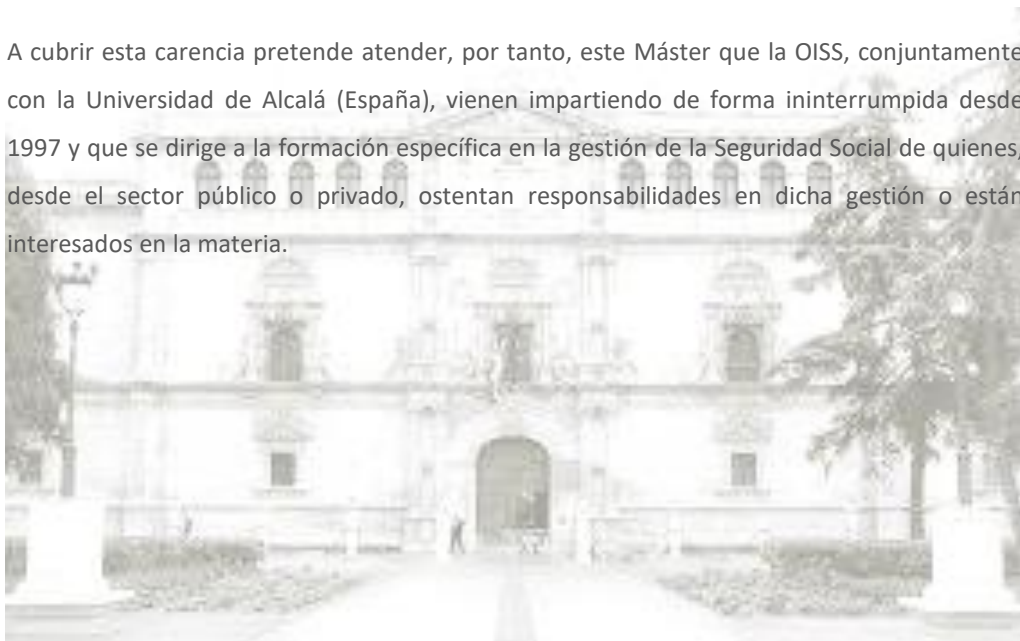 A cubrir esta carencia pretende atender, por tanto, este Máster que la OISS, conjuntamente
con la Universidad de Alcalá (España), vienen impartiendo de forma ininterrumpida desde
1997 y que se dirige a la formación específica en la gestión de la Seguridad Social de quienes,
desde el sector público o privado, ostentan responsabilidades en dicha gestión o están
interesados en la materia.